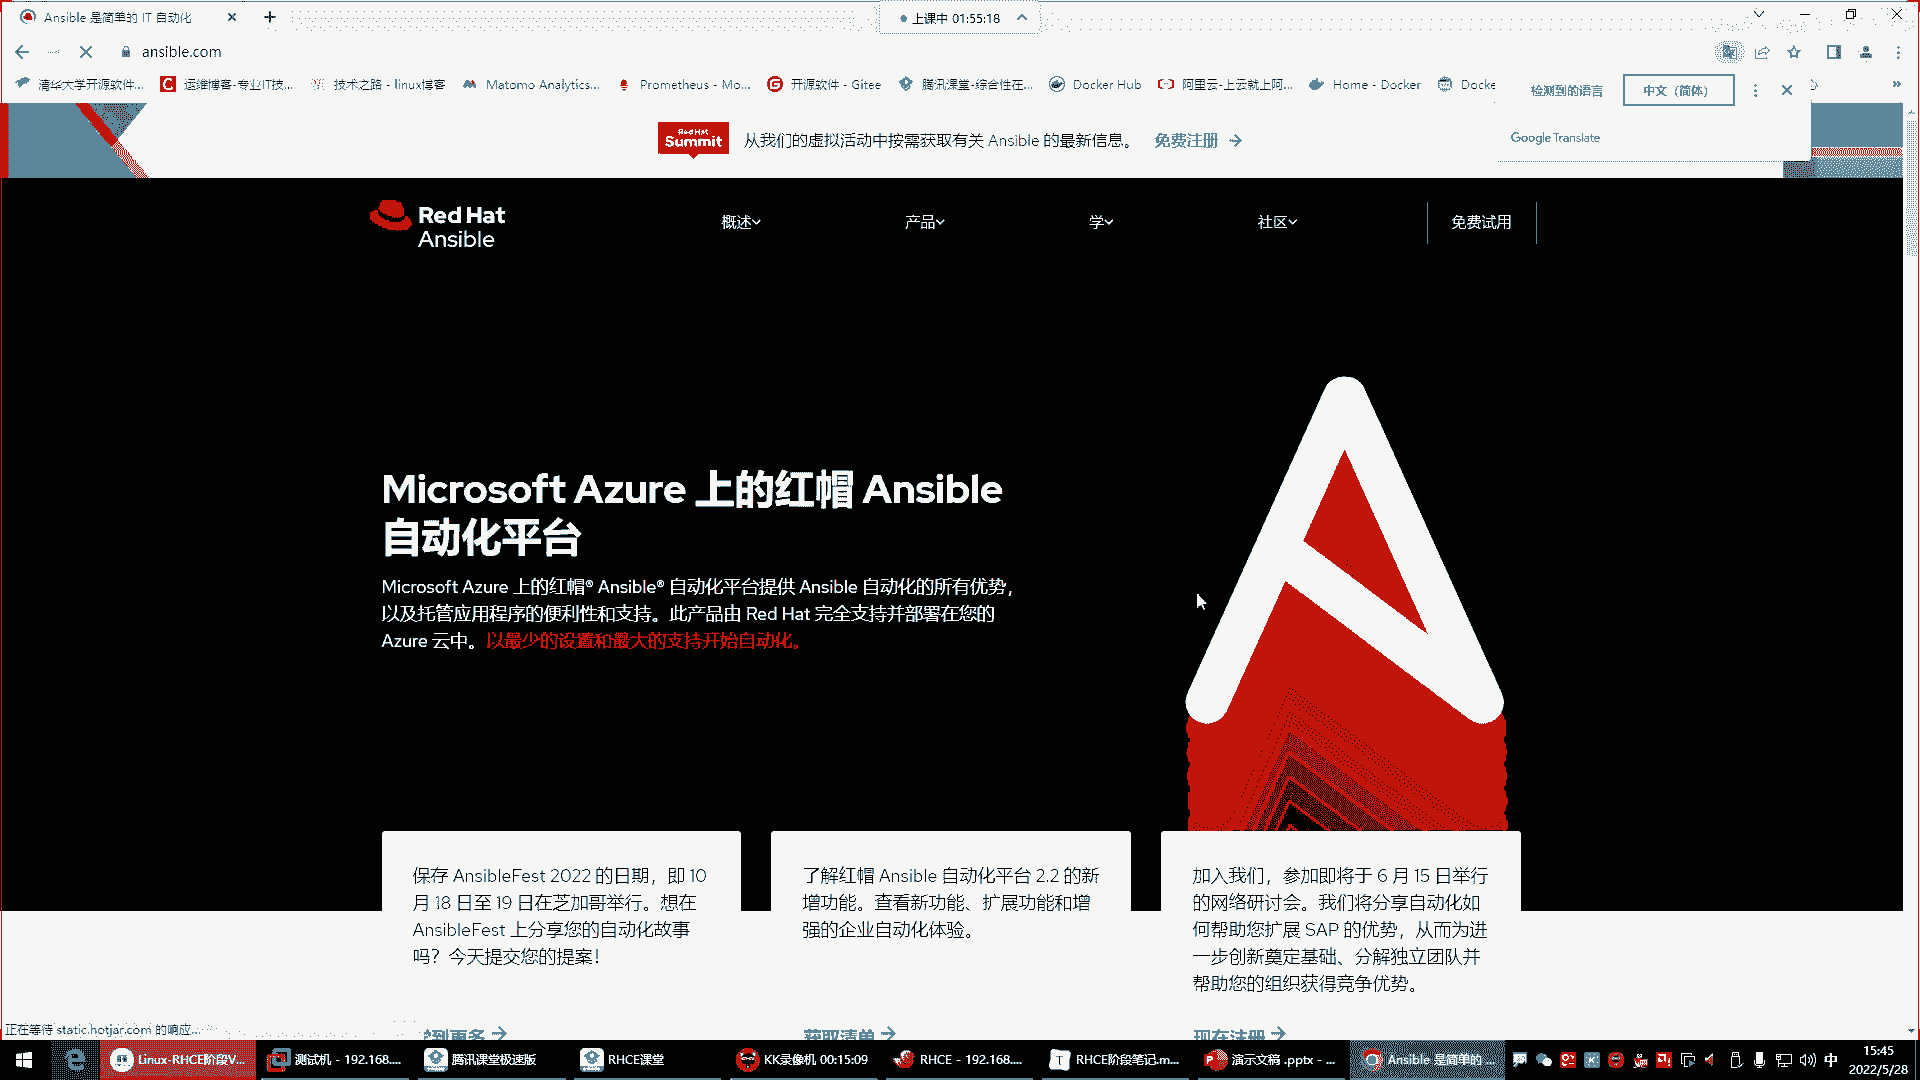 Ansible 是简单的 IT 自动化
上课中 01:55:18
ansible.com
清华大学开源软件...
运维博客-专业IT技...
技术之路 - linux博客
Matomo Analytics...
Prometheus - Mo...
开源软件 - Gitee
腾讯课堂-综合性在...
Docker Hub
阿里云-上云就上阿...
Home - Docker
Docke
»
检测到的语言
中文（简体）
Google Translate
Red Hat
Summit
从我们的虚拟活动中按需获取有关 Ansible 的最新信息。 免费注册 →
Red Hat
Ansible
概述
产品
学
社区
免费试用
Microsoft Azure 上的红帽 Ansible
自动化平台
Microsoft Azure 上的红帽® Ansible® 自动化平台提供 Ansible 自动化的所有优势，
以及托管应用程序的便利性和支持。此产品由 Red Hat 完全支持并部署在您的
Azure 云中。以最少的设置和最大的支持开始自动化。
保存 AnsibleFest 2022 的日期，即 10
月 18 日至 19 日在芝加哥举行。想在
AnsibleFest 上分享您的自动化故事
吗？今天提交您的提案！
了解红帽 Ansible 自动化平台 2.2 的新
增功能。查看新功能、扩展功能和增
强的企业自动化体验。
加入我们，参加即将于 6 月 15 日举行
的网络研讨会。我们将分享自动化如
何帮助您扩展 SAP 的优势，从而为进
一步创新奠定基础、分解独立团队并
帮助您的组织获得竞争优势。
到更多 →
获取清单 →
现在注册 →
正在等待 static.hotjar.com 的响应...
Linux-RHCE阶段V...
测试机 - 192.168....
腾讯课堂极速版
RHCE课堂
KK录像机 00:15:09
RHCE - 192.168....
RHCE阶段笔记.m...
演示文稿 .pptx - ...
Ansible 是简单的 ...
中
15:45
2022/5/28